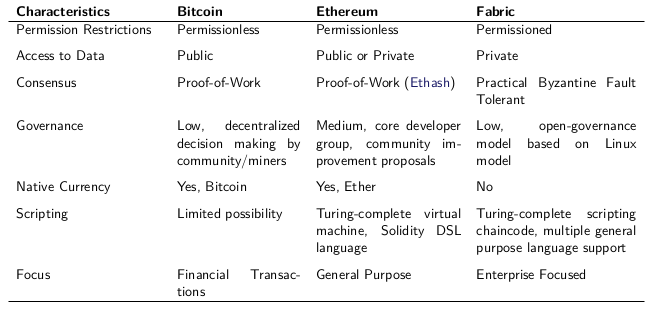 Characteristics Bitcoin Ethereum Fabric
Permission Restrictions Permissionless Permissionless Permissioned
Access to Data Public Public or Private Private
Consensus Proof-of-Work Proof-of-Work (Ethash) Practical Byzantine Fault
Tolerant
Governance Low, decentralized Medium, core developer Low, open-governance
decision making by group, community im- model based on Linux
community/miners provement proposals model
Native Currency Yes, Bitcoin Yes, Ether No
Scripting Limited possibility Turing-complete virtual Turing-complete scripting
machine, Solidity DSL chaincode, multiple general
language purpose language support
Focus Financial Transac- General Purpose Enterprise Focused
tions